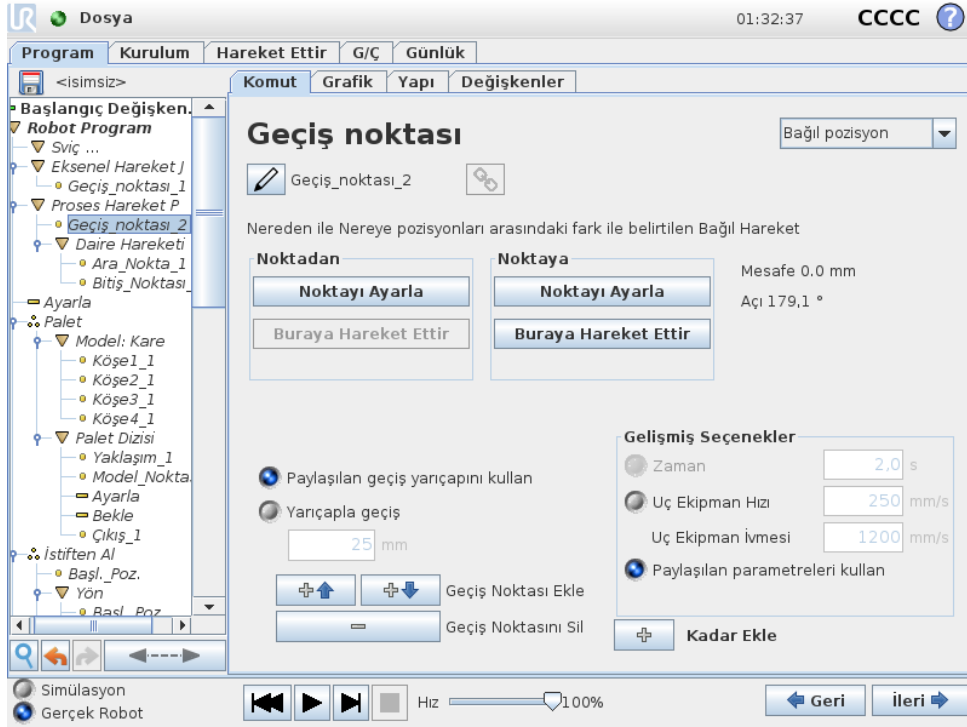 UR Dosya 01:32:37 CCCC ?
Program Kurulum Hareket Ettir G/Ç Günlük
<isimsiz>
Komut Grafik Yapı Değişkenler
Başlangıç Değişken.
Robot Program
Sviç ...
Eksenel Hareket J
Geçiş_noktası_1
Proses Hareket P
Geçiş_noktası_2
Daire Hareketi
Ara_Nokta_1
Bitiş_Noktası_
Ayarla
Palet
Model: Kare
Köşe1_1
Köşe2_1
Köşe3_1
Köşe4_1
Palet Dizisi
Yaklaşım_1
Model_Nokta
Ayarla
Bekle
Çıkış_1
İstiften Al
Başl._Poz.
Yön
Başl_Poz
Geçiş noktası
Bağıl pozisyon
Geçiş_noktası_2
Nereden ile Nereye pozisyonları arasındaki fark ile belirtilen Bağıl Hareket
Noktadan
Noktayı Ayarla
Buraya Hareket Ettir
Noktaya
Noktayı Ayarla
Buraya Hareket Ettir
Mesafe 0.0 mm
Açı 179,1 °
Paylaşılan geçiş yarıçapını kullan
Yarıçapla geçiş
25 mm
Geçiş Noktası Ekle
Geçiş Noktasını Sil
Gelişmiş Seçenekler
Zaman 2,0 s
Uç Ekipman Hızı 250 mm/s
Uç Ekipman İvmesi 1200 mm/s
Paylaşılan parametreleri kullan
Kadar Ekle
Simülasyon
Gerçek Robot
Hız 100%
Geri İleri